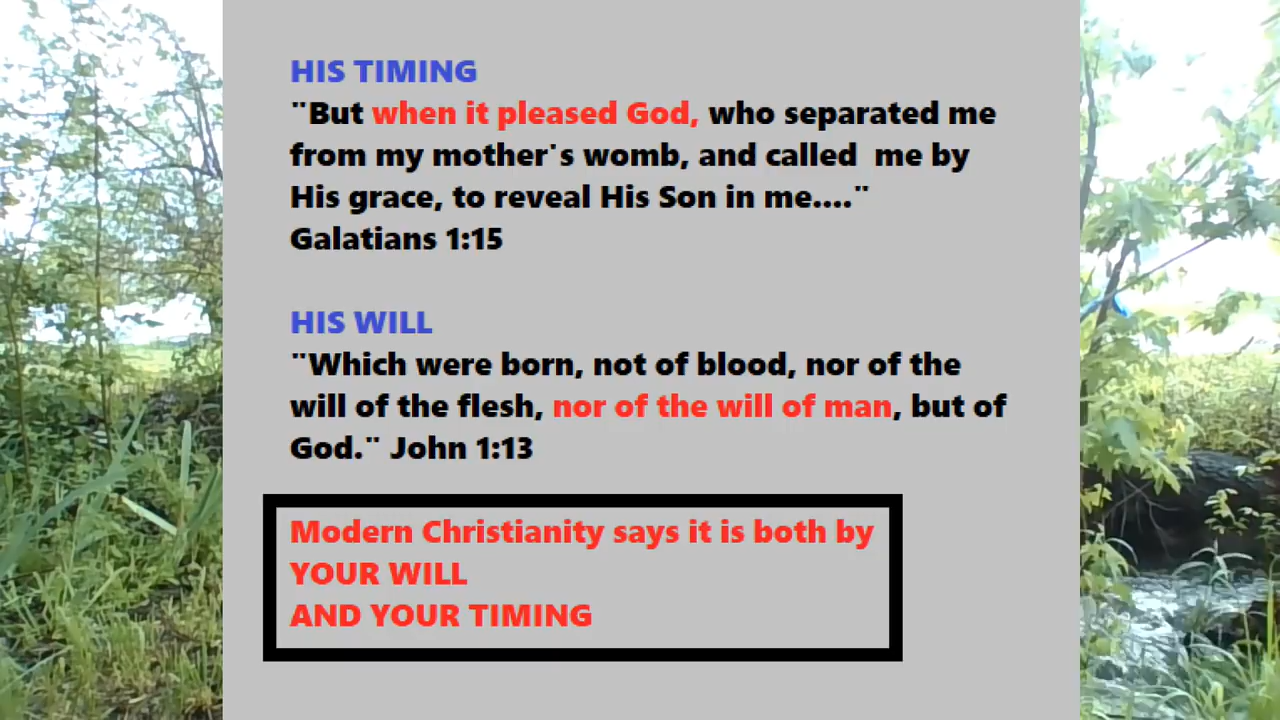 HIS TIMING
"But when it pleased God, who separated me
from my mother's womb, and called  me by
His grace, to reveal His Son in me...."
Galatians 1:15
HIS WILL
"Which were born, not of blood, nor of the
will of the flesh, nor of the will of man, but of
God." John 1:13
Modern Christianity says it is both by
YOUR WILL
AND YOUR TIMING